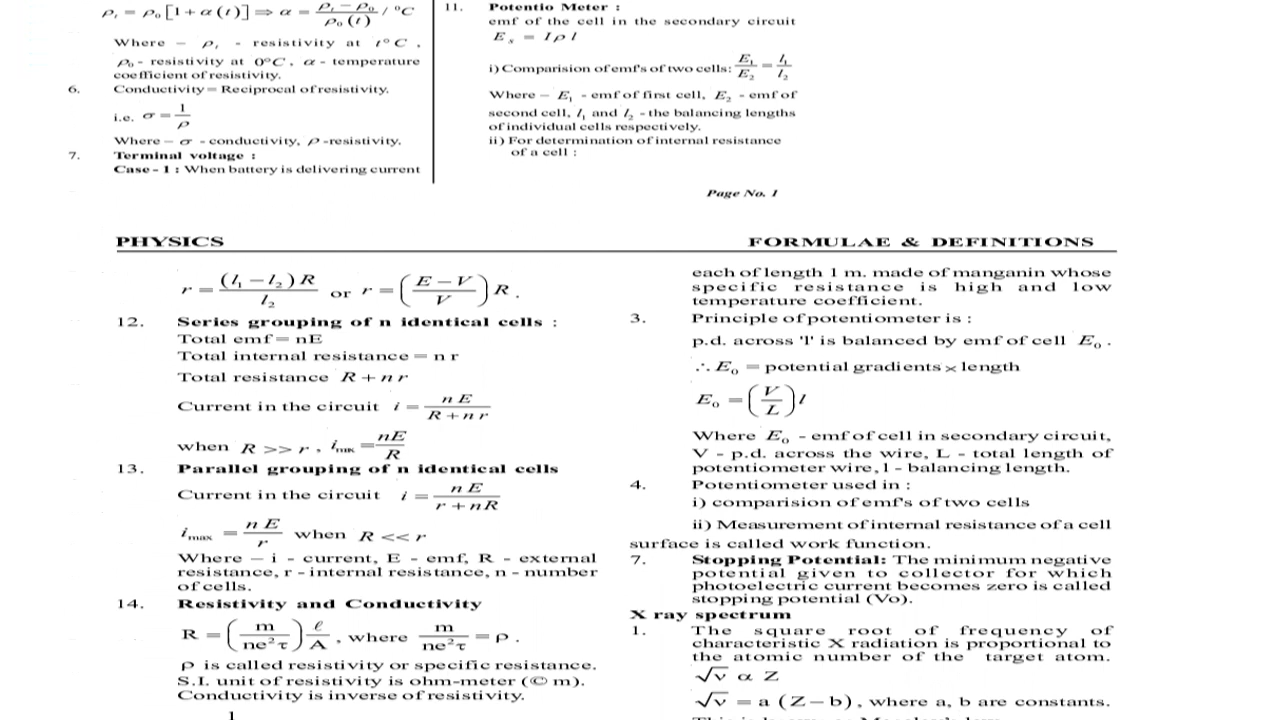 ρₜ = ρ₀ [1 + α (t)] ⇒ α = (ρₜ − ρ₀) / (ρ₀ (t)) / °C
Where − ρₜ - resistivity at t°C ,
ρ₀ - resistivity at 0°C , α - temperature
coefficient of resistivity.
6. Conductivity = Reciprocal of resistivity.
i.e. σ = 1/ρ
Where − σ - conductivity, ρ -resistivity.
7. Terminal voltage :
Case - 1 : When battery is delivering current
11. Potentio Meter :
emf of the cell in the secondary circuit
Eₓ = Iρl
i) Comparision of emf's of two cells: E₁/E₂ = l₁/l₂
Where − E₁ - emf of first cell, E₂ - emf of
second cell, l₁ and l₂ - the balancing lengths
of individual cells respectively.
ii) For determination of internal resistance
of a cell :
Page No. 1
PHYSICS
FORMULAE & DEFINITIONS
r = (l₁ − l₂) R / l₂ or r = ((E − V)/V) R .
12. Series grouping of n identical cells :
Total emf = nE
Total internal resistance = n r
Total resistance R + n r
Current in the circuit i = n E / (R + n r)
when R >> r , iₘₐₓ = nE/R
13. Parallel grouping of n identical cells
Current in the circuit i = n E / (r + nR)
iₘₐₓ = n E / r when R << r
Where − i - current, E - emf, R - external
resistance, r - internal resistance, n - number
of cells.
14. Resistivity and Conductivity
R = (m/ne²τ) ℓ/A , where m/ne²τ = ρ .
ρ is called resistivity or specific resistance.
S.I. unit of resistivity is ohm-meter (© m).
Conductivity is inverse of resistivity.
1
each of length 1 m. made of manganin whose
specific resistance is high and low
temperature coefficient.
3. Principle of potentiometer is :
p.d. across 'l' is balanced by emf of cell E₀ .
∴ E₀ = potential gradients × length
E₀ = (V/L) l
Where E₀ - emf of cell in secondary circuit,
V - p.d. across the wire, L - total length of
potentiometer wire, l - balancing length.
4. Potentiometer used in :
i) comparision of emf's of two cells
ii) Measurement of internal resistance of a cell
surface is called work function.
7. Stopping Potential: The minimum negative
potential given to collector for which
photoelectric current becomes zero is called
stopping potential (Vo).
X ray spectrum
1. The square root of frequency of
characteristic X radiation is proportional to
the atomic number of the target atom.
√ν α Z
√ν = a (Z − b) , where a, b are constants.